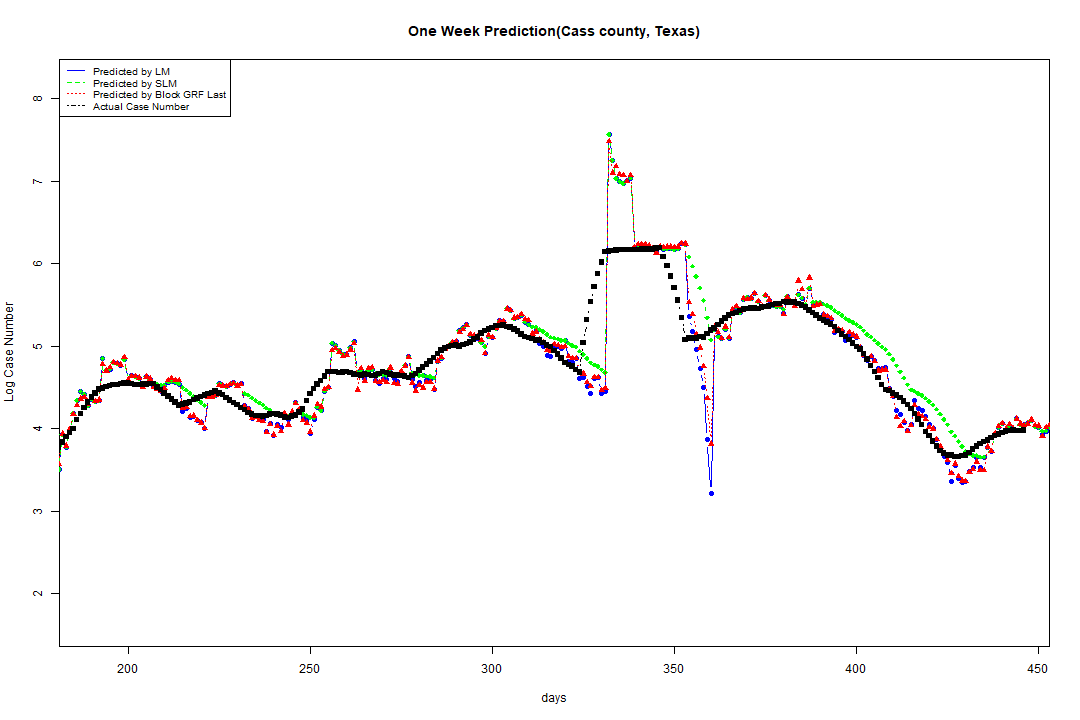 One Week Prediction(Cass county, Texas)
Predicted by LM
Predicted by SLM
Predicted by Block GRF Last
Actual Case Number
8
7
6
5
4
3
2
Log Case Number
200 250 300 350 400 450
days